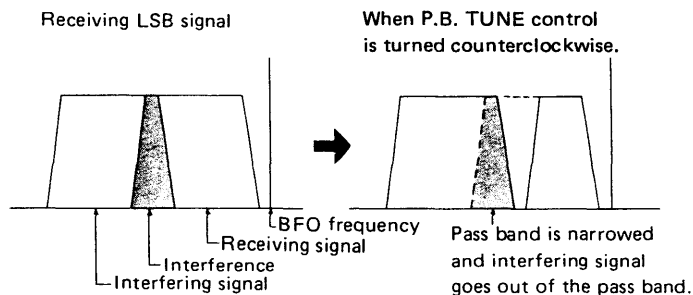 Receiving LSB signal
When P.B. TUNE control
is turned counterclockwise.
BFO frequency
Receiving signal
Interference
Interfering signal
Pass band is narrowed
and interfering signal
goes out of the pass band.